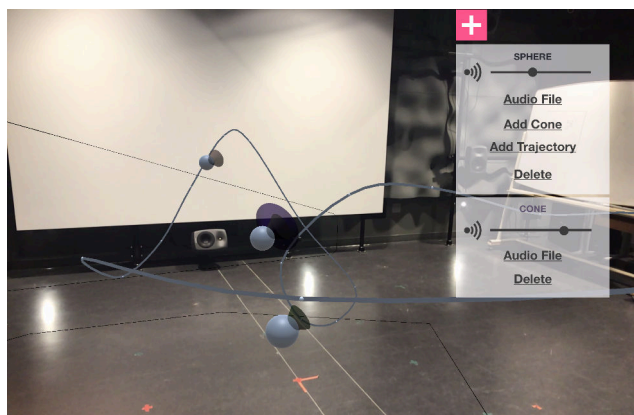 SPHERE
Audio File
Add Cone
Add Trajectory
Delete
CONE
Audio File
Delete